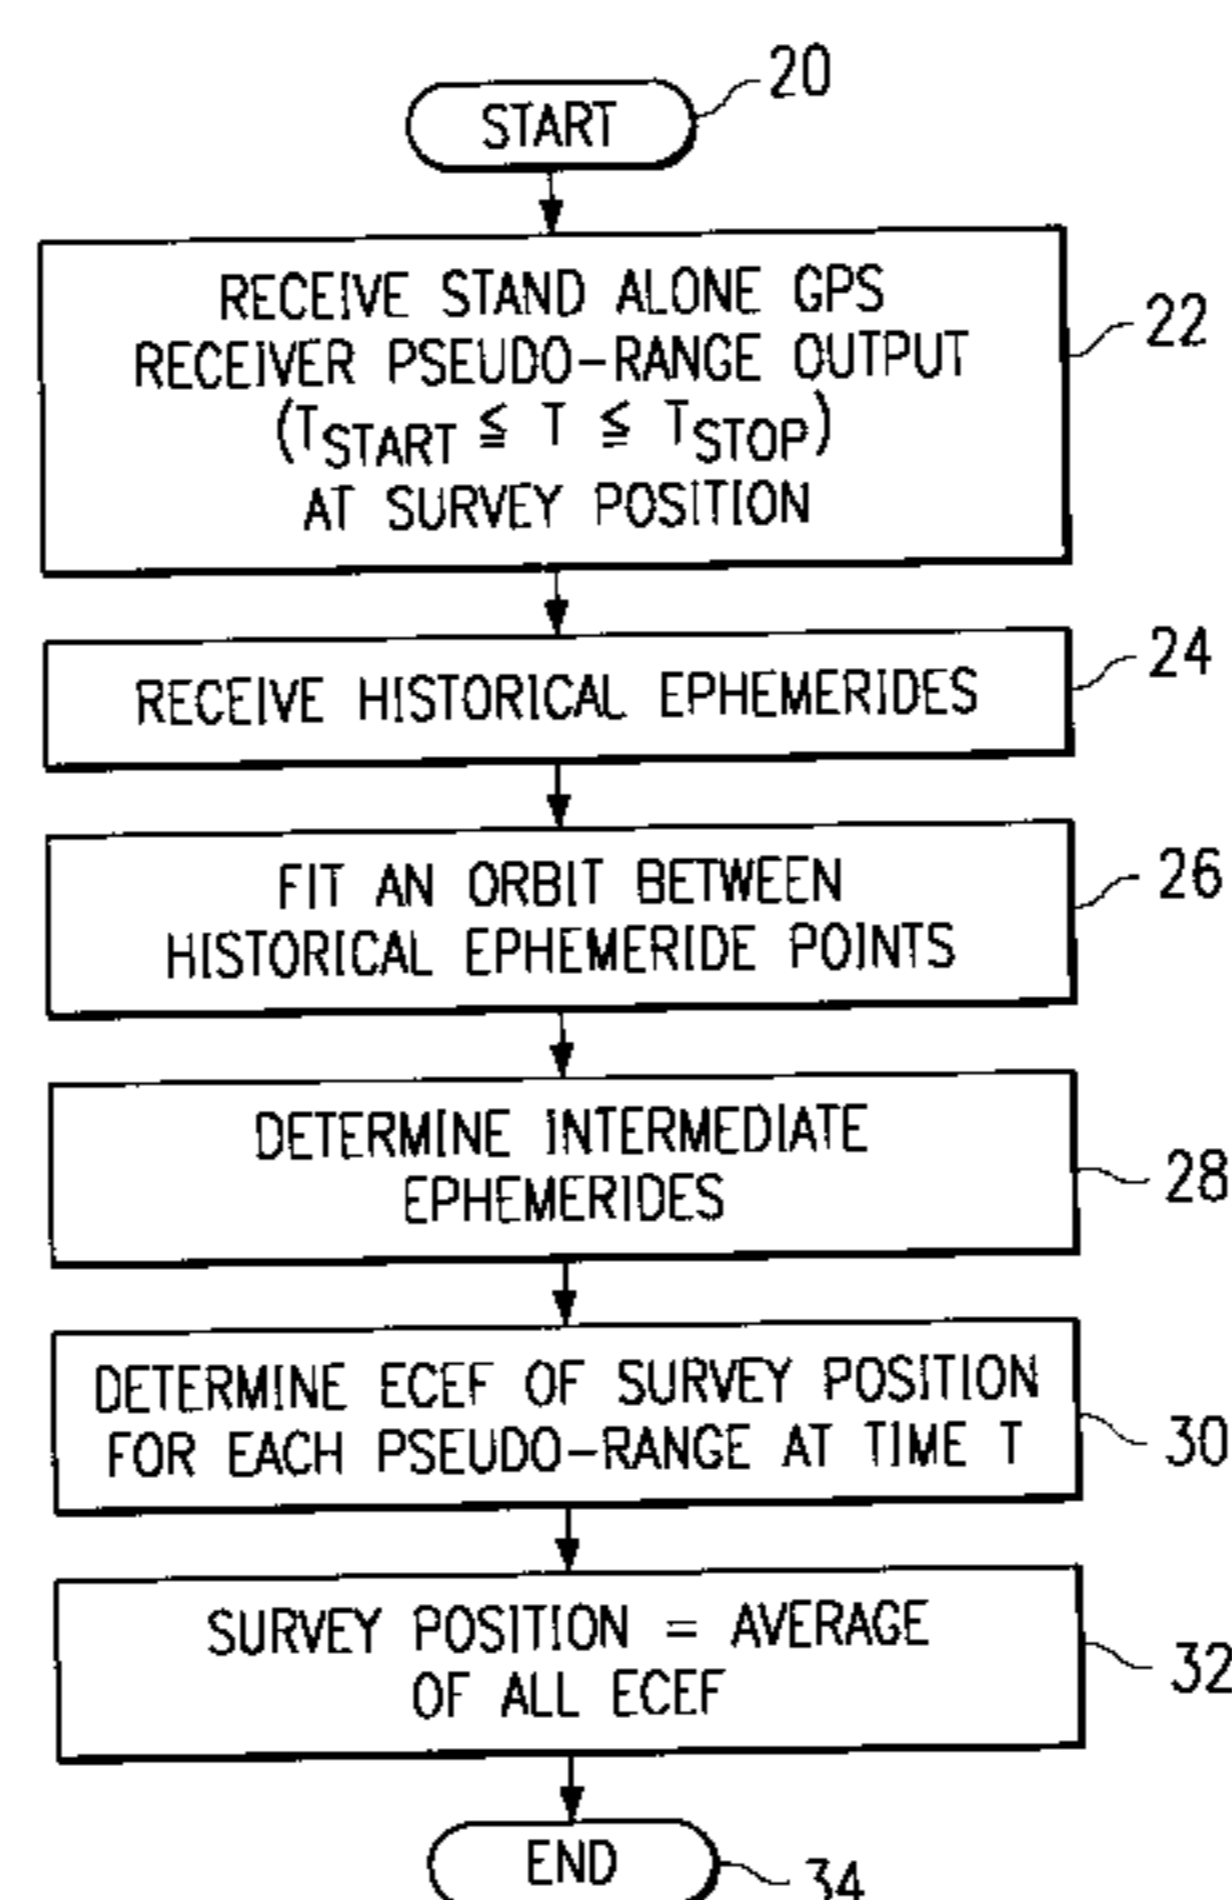 START
20
RECEIVE STAND ALONE GPS
RECEIVER PSEUDO-RANGE OUTPUT
(TSTART ≦ T ≦ TSTOP)
AT SURVEY POSITION
22
RECEIVE HISTORICAL EPHEMERIDES
24
FIT AN ORBIT BETWEEN
HISTORICAL EPHEMERIDE POINTS
26
DETERMINE INTERMEDIATE
EPHEMERIDES
28
DETERMINE ECEF OF SURVEY POSITION
FOR EACH PSEUDO-RANGE AT TIME T
30
SURVEY POSITION = AVERAGE
OF ALL ECEF
32
END
34